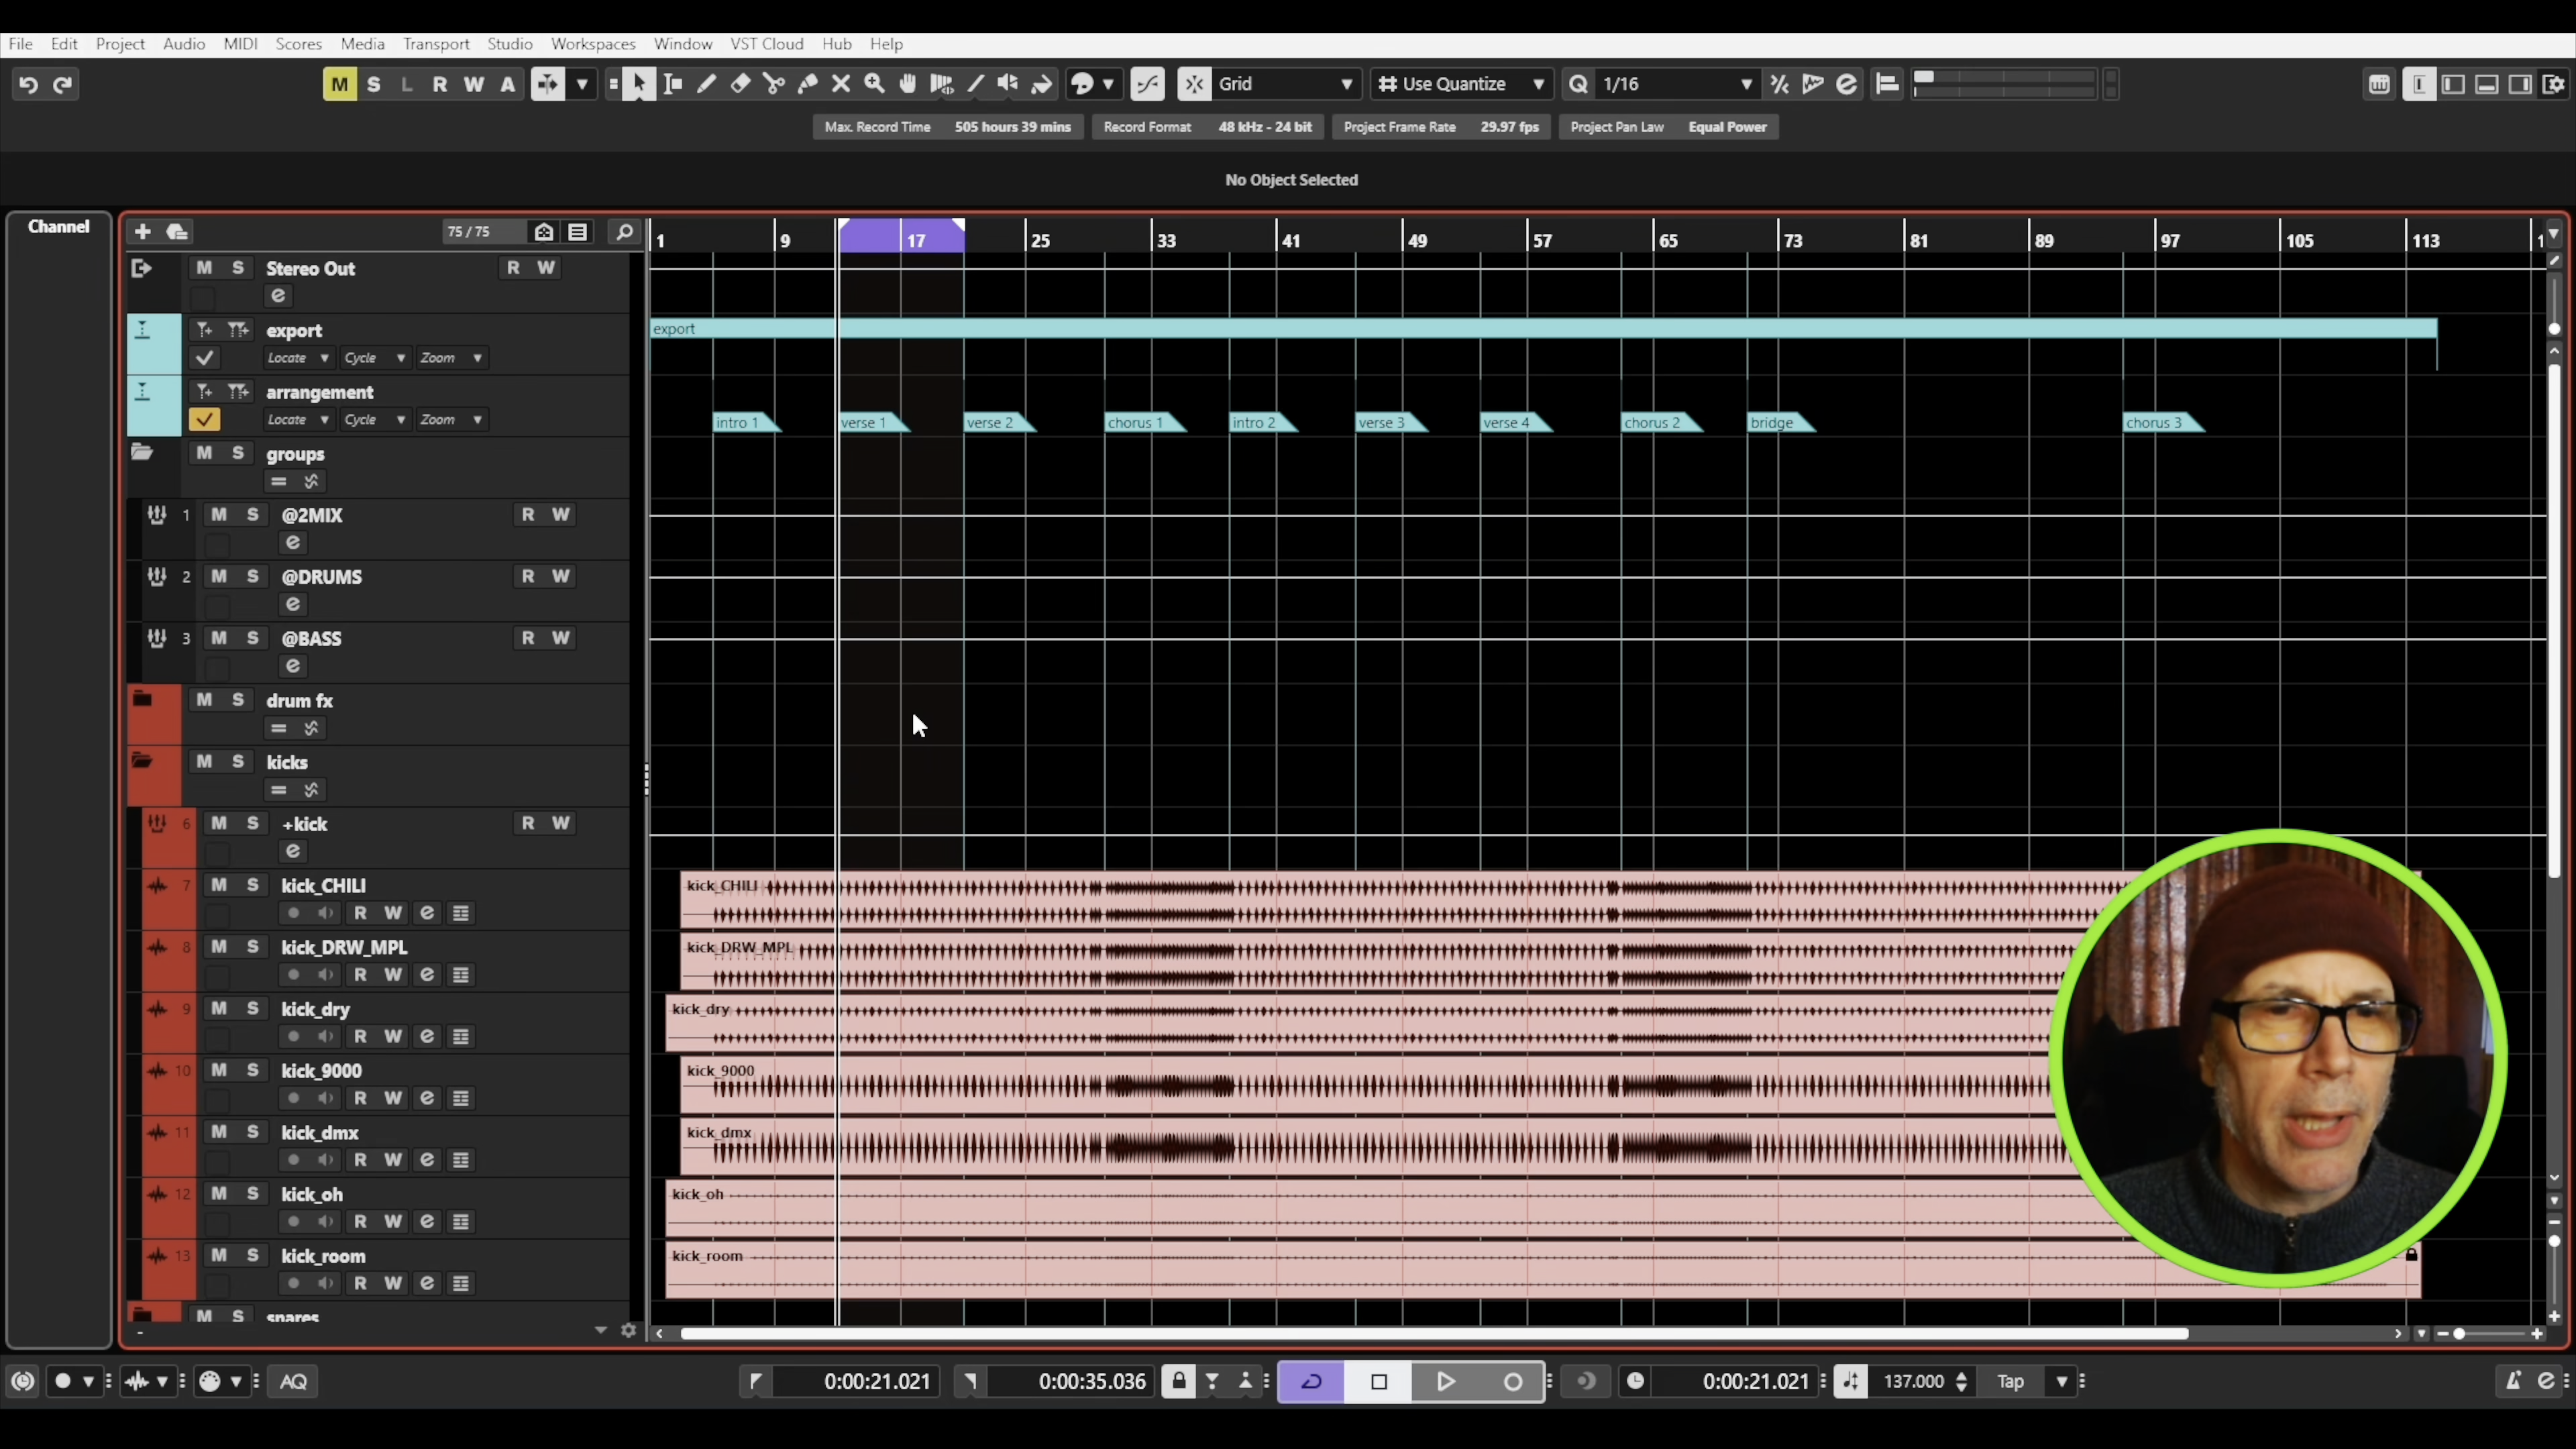 File Edit Project Audio MIDI Scores Media Transport Studio Workspaces Window VST Cloud Hub Help
M S L R W A Grid Use Quantize Q 1/16
Max. Record Time 505 hours 39 mins Record Format 48 kHz - 24 bit Project Frame Rate 29.97 fps Project Pan Law Equal Power
No Object Selected
Channel
75 / 75
1 9 17 25 33 41 49 57 65 73 81 89 97 105 113 1
M S Stereo Out R W
e
export
Locate Cycle Zoom
export
arrangement
Locate Cycle Zoom
intro 1 verse 1 verse 2 chorus 1 intro 2 verse 3 verse 4 chorus 2 bridge chorus 3
M S groups
1 M S @2MIX R W
e
2 M S @DRUMS R W
e
3 M S @BASS R W
e
M S drum fx
M S kicks
6 M S +kick R W
e
7 M S kick_CHILI
R W e
kick_CHILI
8 M S kick_DRW_MPL
R W e
kick_DRW_MPL
9 M S kick_dry
R W e
kick_dry
10 M S kick_9000
R W e
kick_9000
11 M S kick_dmx
R W e
kick_dmx
12 M S kick_oh
R W e
kick_oh
13 M S kick_room
R W e
kick_room
M S snares
AQ 0:00:21.021 0:00:35.036 0:00:21.021 137.000 Tap e